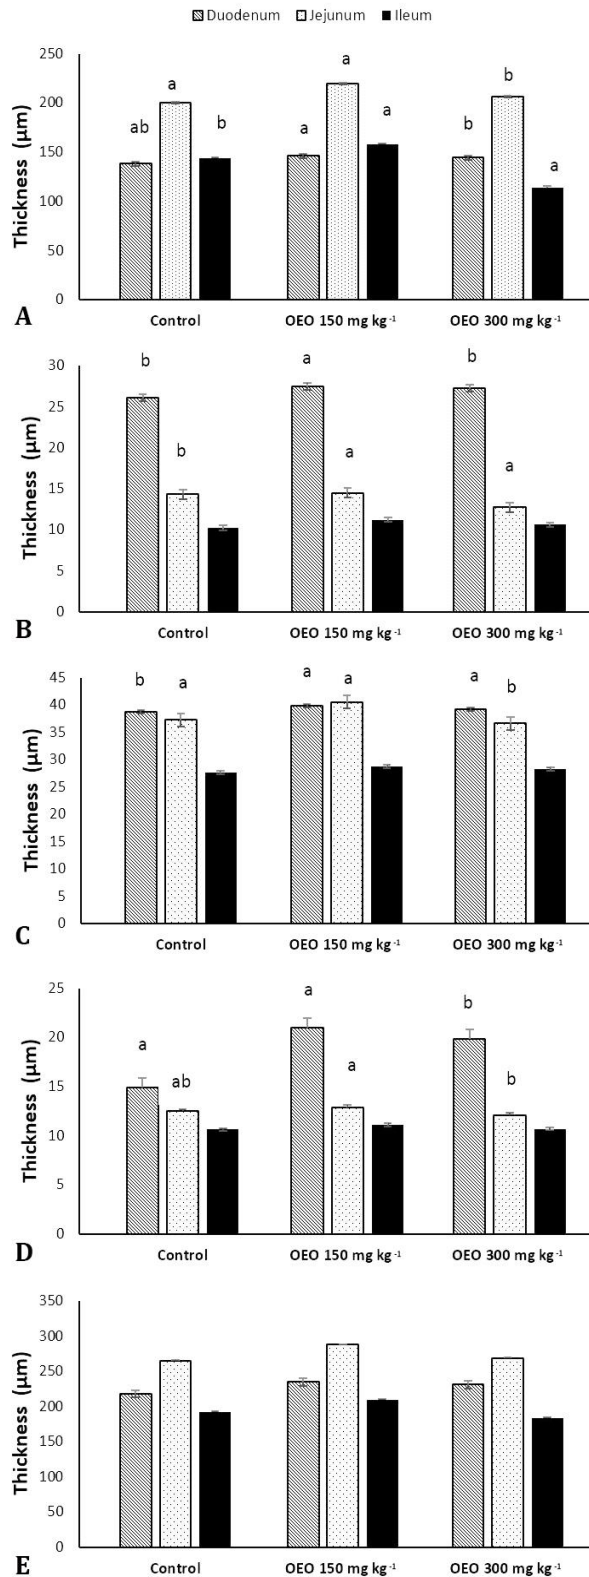 Duodenum Jejunum Ileum
Thickness (µm)
250
200
150
100
50
0
ab a b a a a b b a
A
Control OEO 150 mg kg-1 OEO 300 mg kg-1
Thickness (µm)
30
25
20
15
10
5
0
b b a a b a
B
Control OEO 150 mg kg-1 OEO 300 mg kg-1
Thickness (µm)
45
40
35
30
25
20
15
10
5
0
b a a a a b
C
Control OEO 150 mg kg-1 OEO 300 mg kg-1
Thickness (µm)
25
20
15
10
5
0
a ab a a b b
D
Control OEO 150 mg kg-1 OEO 300 mg kg-1
Thickness (µm)
350
300
250
200
150
100
50
0
E
Control OEO 150 mg kg-1 OEO 300 mg kg-1